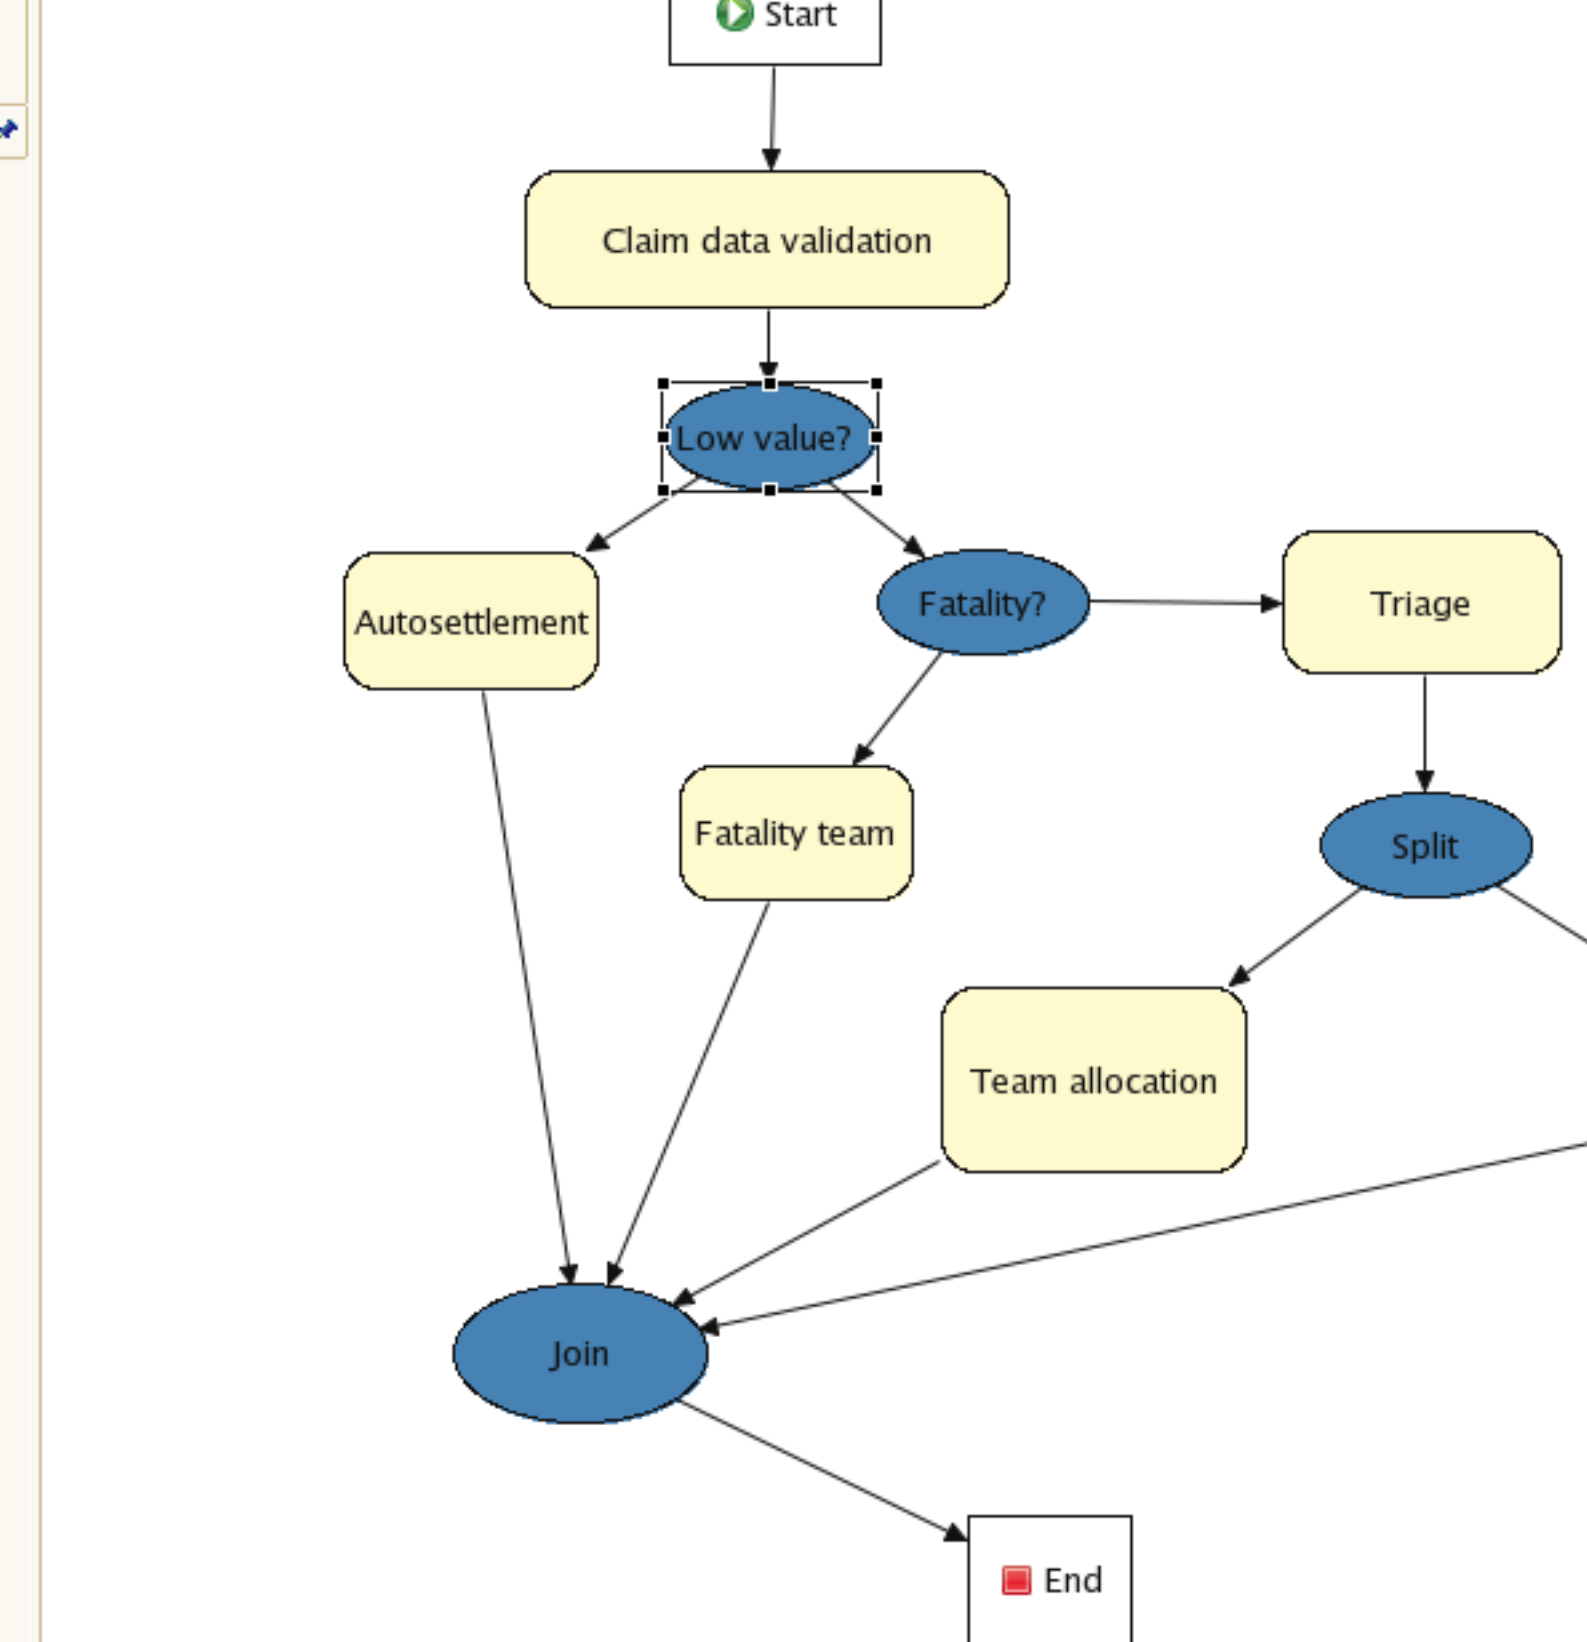 Start
Claim data validation
Low value?
Autosettlement
Fatality?
Triage
Fatality team
Split
Team allocation
Join
End